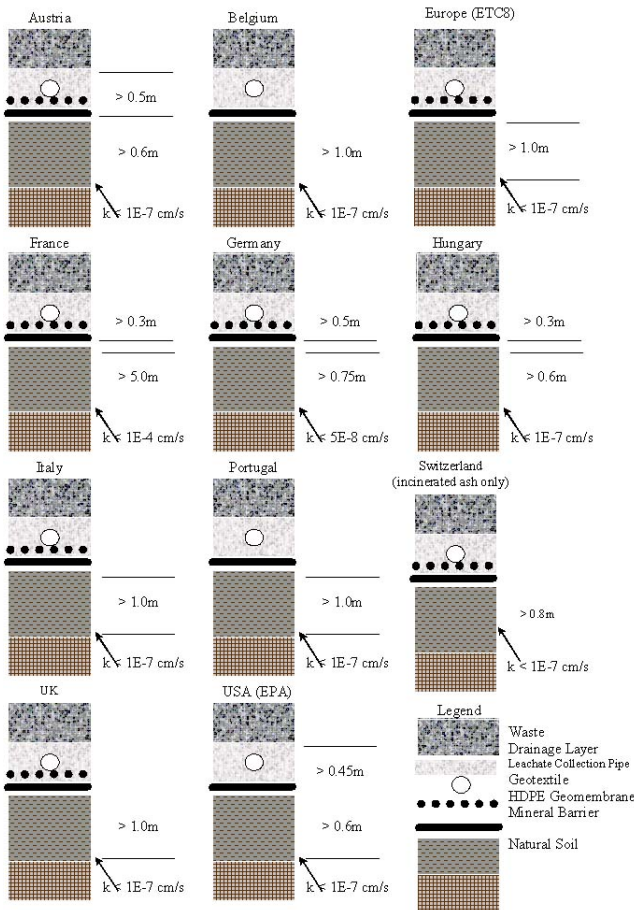 Austria
> 0.5m
> 0.6m
k < 1E-7 cm/s
Belgium
> 1.0m
k < 1E-7 cm/s
Europe (ETC8)
> 1.0m
k < 1E-7 cm/s
France
> 0.3m
> 5.0m
k < 1E-4 cm/s
Germany
> 0.5m
> 0.75m
k < 5E-8 cm/s
Hungary
> 0.3m
> 0.6m
k < 1E-7 cm/s
Italy
> 1.0m
k < 1E-7 cm/s
Portugal
> 1.0m
k < 1E-7 cm/s
Switzerland
(incinerated ash only)
> 0.8m
k < 1E-7 cm/s
UK
> 1.0m
k < 1E-7 cm/s
USA (EPA)
> 0.45m
> 0.6m
k < 1E-7 cm/s
Legend
Waste
Drainage Layer
Leachate Collection Pipe
Geotextile
HDPE Geomembrane
Mineral Barrier
Natural Soil